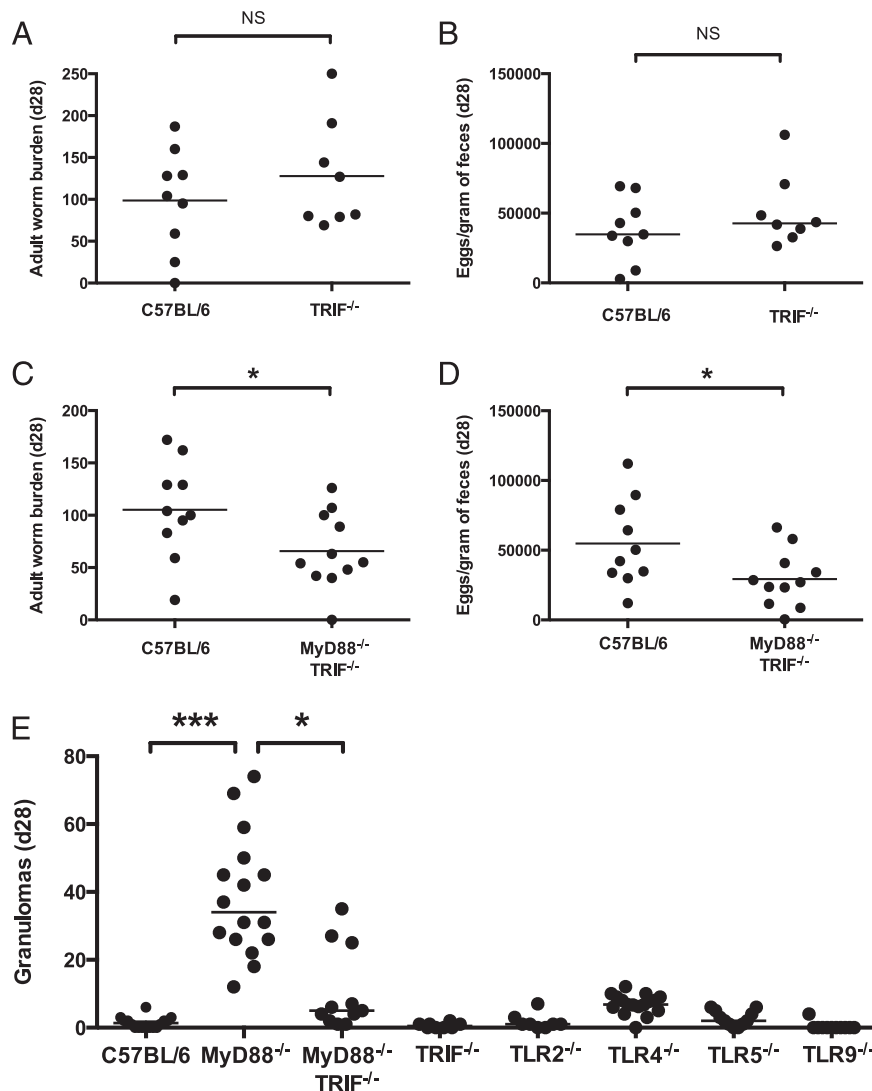 A
NS
Adult worm burden (d28)
250
200
150
100
50
0
C57BL/6
TRIF-/-
B
NS
Eggs/gram of feces (d28)
150000
100000
50000
0
C57BL/6
TRIF-/-
C
*
Adult worm burden (d28)
200
150
100
50
0
C57BL/6
MyD88-/-
TRIF-/-
D
*
Eggs/gram of feces (d28)
150000
100000
50000
0
C57BL/6
MyD88-/-
TRIF-/-
E
***
*
Granulomas (d28)
80
60
40
20
0
C57BL/6
MyD88-/-
MyD88-/-
TRIF-/-
TRIF-/-
TLR2-/-
TLR4-/-
TLR5-/-
TLR9-/-